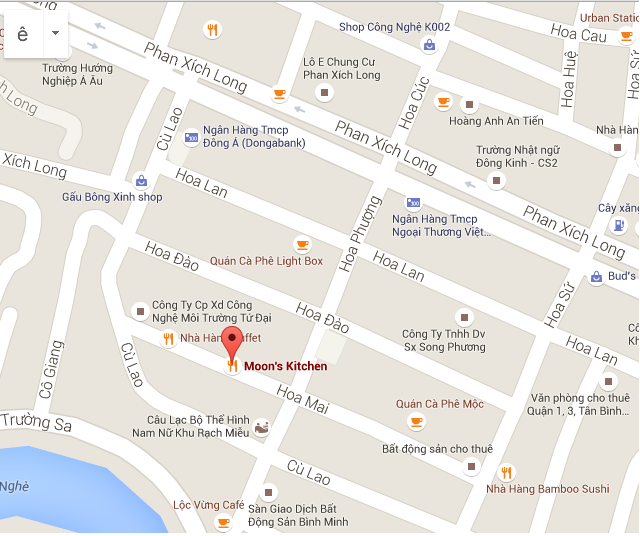 ê
Urban Station
Shop Công Nghệ K002
Hoa Cau
Phan Xích Long
Trường Hướng
Nghiệp Á Âu
Lô E Chung Cư
Phan Xích Long
Hoa Huệ
Hoa Sứ
Hoa Cúc
Hoàng Anh An Tiến
Long
Cù Lao
Ngân Hàng Tmcp
Đông Á (Dongabank)
Phan Xích Long
Trường Nhật ngữ
Đông Kinh - CS2
Nhà H
Xích Long
Gấu Bông Xinh shop
Hoa Lan
Ngân Hàng Tmcp
Ngoại Thương Việt...
Phan Xích Long
Cây xăng
Hoa Phượng
Hoa Đào
Quán Cà Phê Light Box
Hoa Lan
Bud's
Hoa Sứ
Công Ty Cp Xd Công
Nghệ Môi Trường Tứ Đại
Hoa Đào
Công Ty Tnhh Dv
Sx Song Phương
Hoa Lan
Nhà Hàng
ffet
Moon's Kitchen
Cù Lao
Cô Giang
Văn phòng cho thuê
Quận 1, 3, Tân Bình...
Hoa Mai
Quán Cà Phê Mộc
Trường Sa
Câu Lạc Bộ Thể Hình
Nam Nữ Khu Rạch Miễu
Bất động sản cho thuê
Cù Lao
Nghè
Nhà Hàng Bamboo Sushi
Lộc Vừng Café
Sàn Giao Dịch Bất
Động Sản Bình Minh